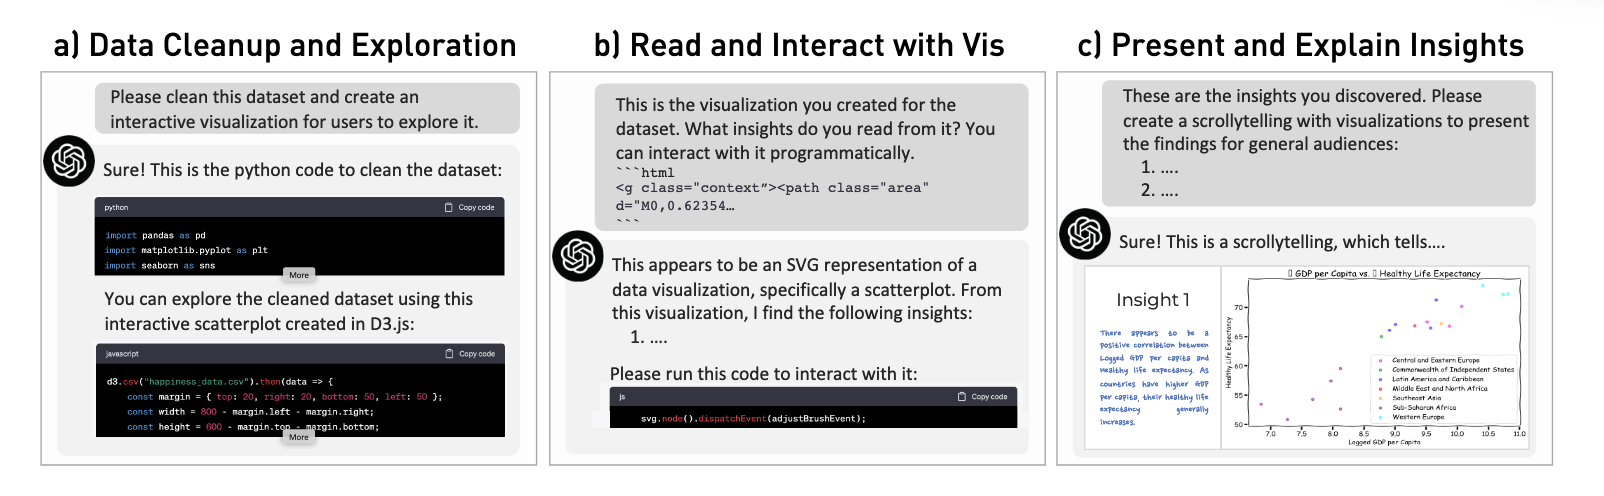 a) Data Cleanup and Exploration
Please clean this dataset and create an
interactive visualization for users to explore it.
Sure! This is the python code to clean the dataset:
python
Copy code
import pandas as pd
import matplotlib.pyplot as plt
import seaborn as sns
More
You can explore the cleaned dataset using this
interactive scatterplot created in D3.js:
javascript
Copy code
d3.csv("happiness_data.csv").then(data => {
const margin = { top: 20, right: 20, bottom: 50, left: 50 };
const width = 800 - margin.left - margin.right;
const height = 600 - margin.top - margin.bottom;
More
b) Read and Interact with Vis
This is the visualization you created for the
dataset. What insights do you read from it? You
can interact with it programmatically.
```html
<g class="context"><path class="area"
d="M0,0.62354…
```
This appears to be an SVG representation of a
data visualization, specifically a scatterplot. From
this visualization, I find the following insights:
1. ....
Please run this code to interact with it:
js
Copy code
svg.node().dispatchEvent(adjustBrushEvent);
c) Present and Explain Insights
These are the insights you discovered. Please
create a scrollytelling with visualizations to present
the findings for general audiences:
1. ....
2. ....
Sure! This is a scrollytelling, which tells....
Insight 1
There appears to be a
positive correlation between
Logged GDP per capita and
Healthy life expectancy. As
countries have higher GDP
per capita, their healthy life
expectancy generally
increases.
GDP per Capita vs. Healthy Life Expectancy
Healthy Life Expectancy
70
65
60
55
50
Central and Eastern Europe
Commonwealth of Independent States
Latin America and Caribbean
Middle East and North Africa
Southeast Asia
Sub-Saharan Africa
Western Europe
7.0 7.5 8.0 8.5 9.0 9.5 10.0 10.5 11.0
Logged GDP per Capita